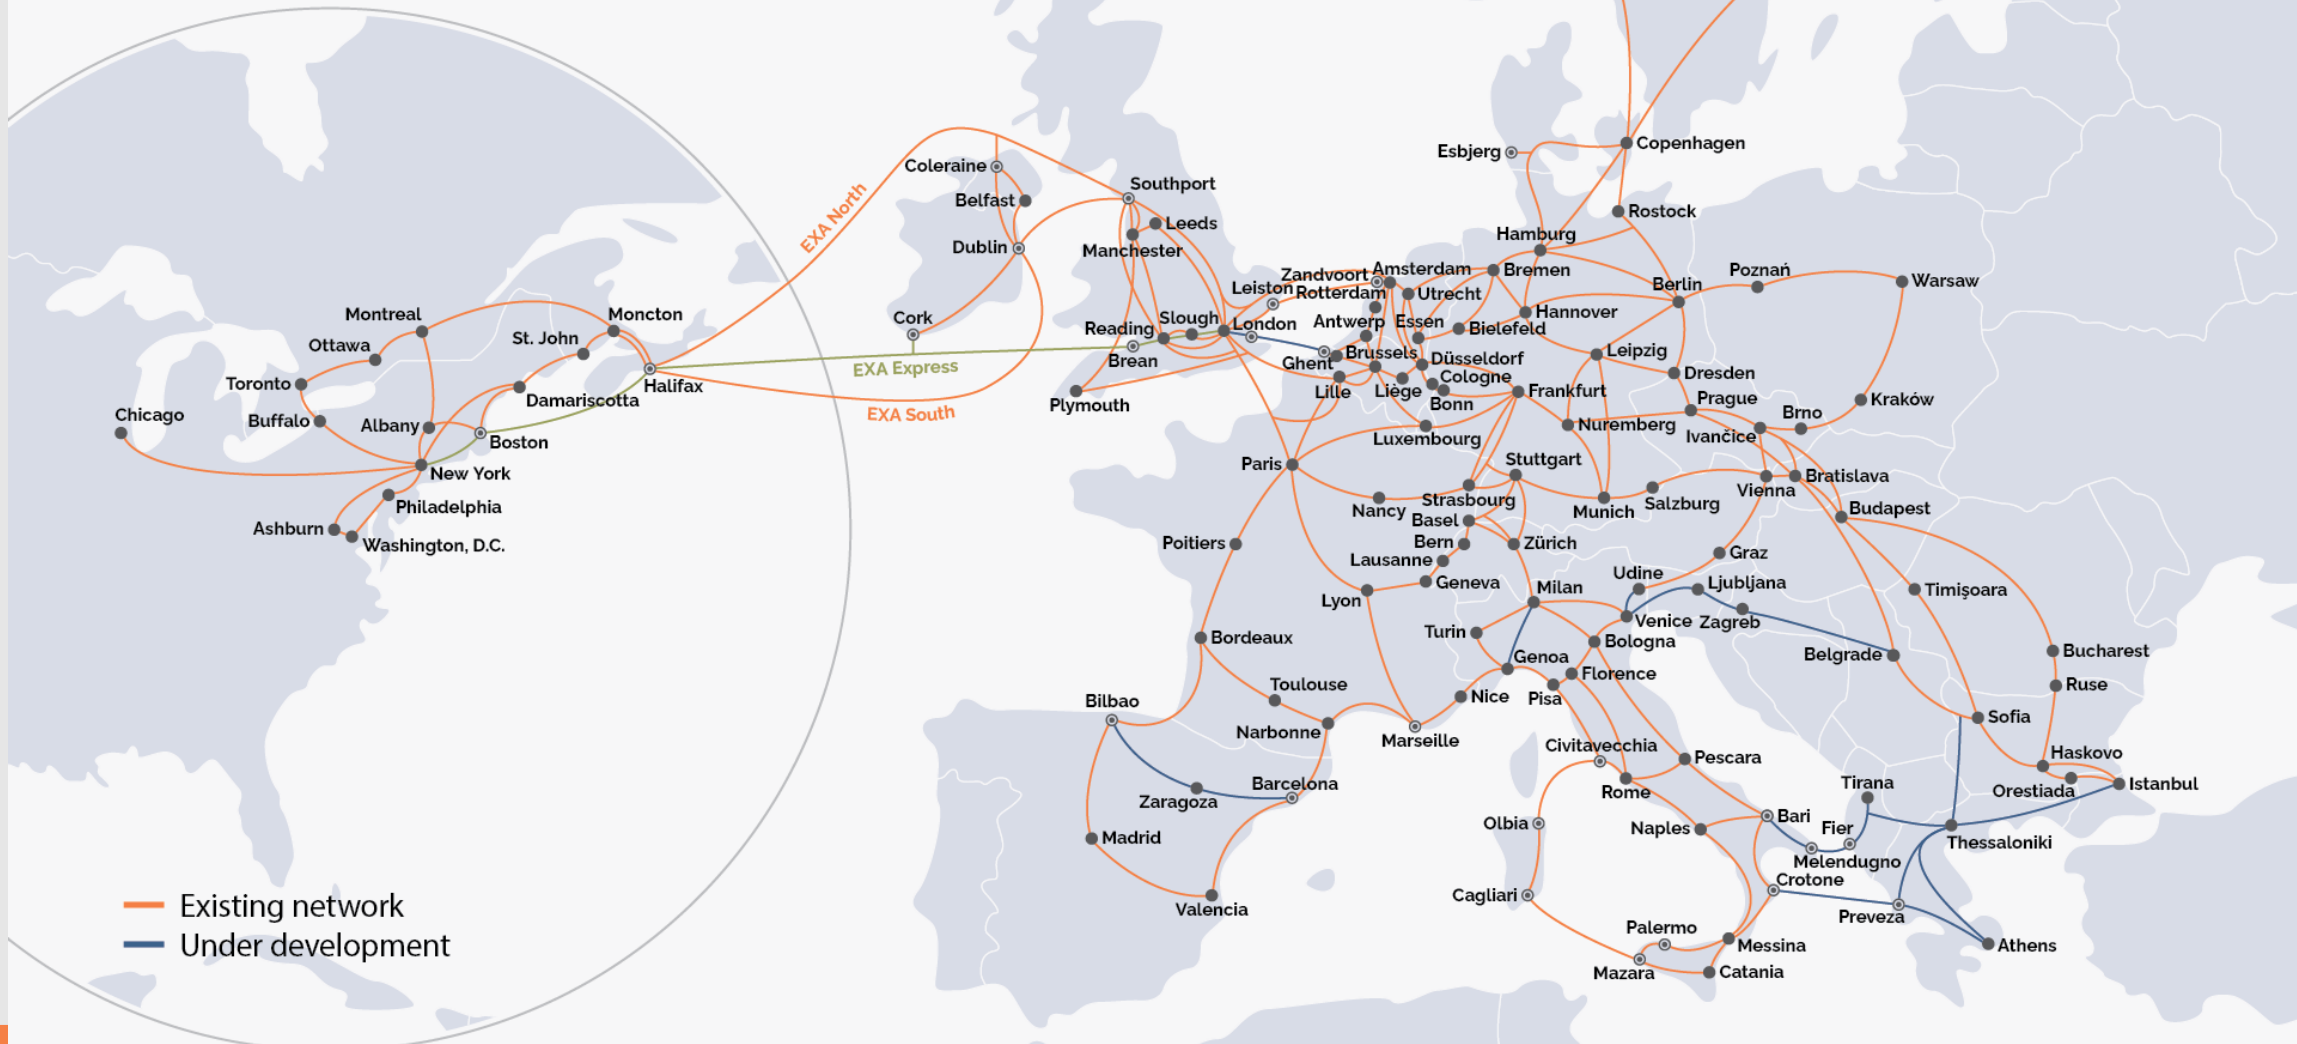 Copenhagen
Esbjerg
Coleraine
EXA North
Southport
Belfast
Rostock
Leeds
Dublin
Hamburg
Manchester
Zandvoort
Amsterdam
Bremen
Poznań
Warsaw
Berlin
Leiston
Rotterdam
Utrecht
Montreal
Moncton
Cork
Slough
London
Antwerp
Essen
Hannover
Reading
Bielefeld
St. John
Ottawa
Brean
Ghent
Brussels
Düsseldorf
Leipzig
EXA Express
Toronto
Halifax
Cologne
Dresden
Lille
Liège
Frankfurt
Damariscotta
Plymouth
Bonn
Prague
Kraków
Chicago
EXA South
Brno
Buffalo
Albany
Nuremberg
Boston
Luxembourg
Ivančice
New York
Paris
Stuttgart
Bratislava
Vienna
Philadelphia
Strasbourg
Salzburg
Nancy
Munich
Budapest
Basel
Ashburn
Washington, D.C.
Poitiers
Bern
Zürich
Graz
Lausanne
Udine
Geneva
Milan
Ljubljana
Timişoara
Lyon
Venice
Zagreb
Turin
Bordeaux
Bologna
Genoa
Belgrade
Bucharest
Florence
Toulouse
Ruse
Bilbao
Nice
Pisa
Sofia
Narbonne
Marseille
Civitavecchia
Pescara
Haskovo
Barcelona
Tirana
Istanbul
Zaragoza
Rome
Orestiada
Olbia
Bari
Madrid
Naples
Fier
Thessaloniki
Melendugno
Crotone
Cagliari
Existing network
Valencia
Preveza
Palermo
Under development
Messina
Athens
Mazara
Catania